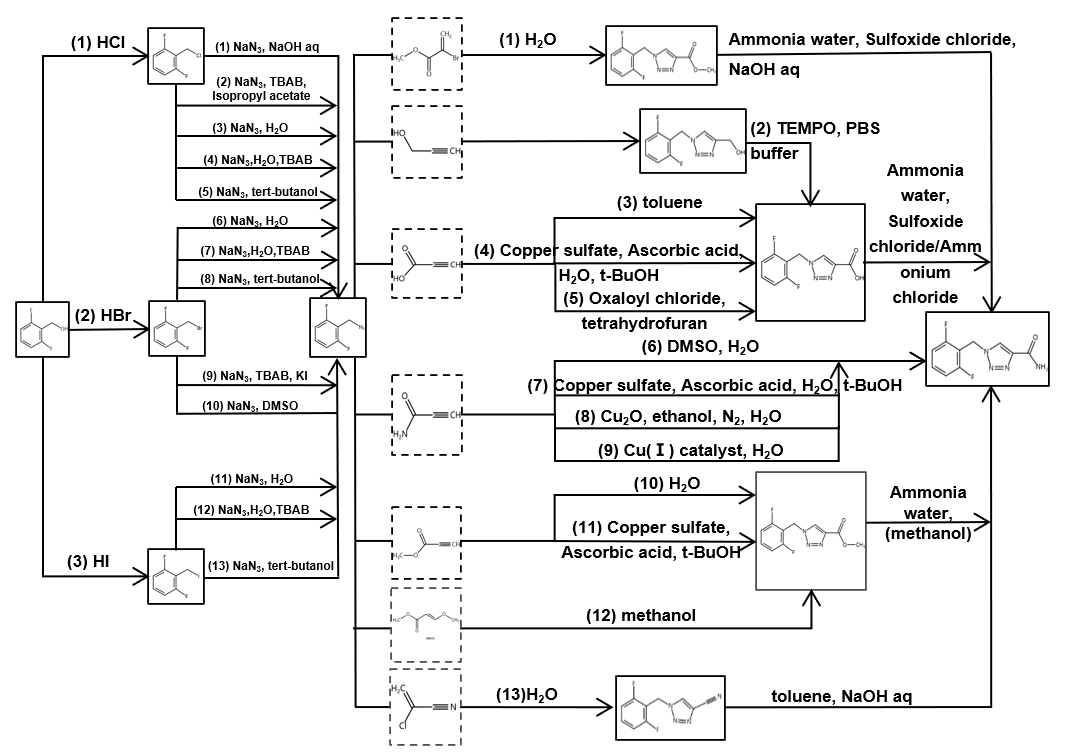 (1) HCl
(2) HBr
(3) HI
(1) NaN₃, NaOH aq
(2) NaN₃, TBAB,
Isopropyl acetate
(3) NaN₃, H₂O
(4) NaN₃,H₂O,TBAB
(5) NaN₃, tert-butanol
(6) NaN₃, H₂O
(7) NaN₃,H₂O,TBAB
(8) NaN₃, tert-butanol
(9) NaN₃, TBAB, KI
(10) NaN₃, DMSO
(11) NaN₃, H₂O
(12) NaN₃,H₂O,TBAB
(13) NaN₃, tert-butanol
(1) H₂O
Ammonia water, Sulfoxide chloride,
NaOH aq
(2) TEMPO, PBS
buffer
(3) toluene
(4) Copper sulfate, Ascorbic acid,
H₂O, t-BuOH
(5) Oxaloyl chloride,
tetrahydrofuran
Ammonia
water,
Sulfoxide
chloride/Amm
onium
chloride
(6) DMSO, H₂O
(7) Copper sulfate, Ascorbic acid, H₂O, t-BuOH
(8) Cu₂O, ethanol, N₂, H₂O
(9) Cu(Ⅰ) catalyst, H₂O
(10) H₂O
(11) Copper sulfate,
Ascorbic acid, t-BuOH
Ammonia
water,
(methanol)
(12) methanol
(13)H₂O
toluene, NaOH aq